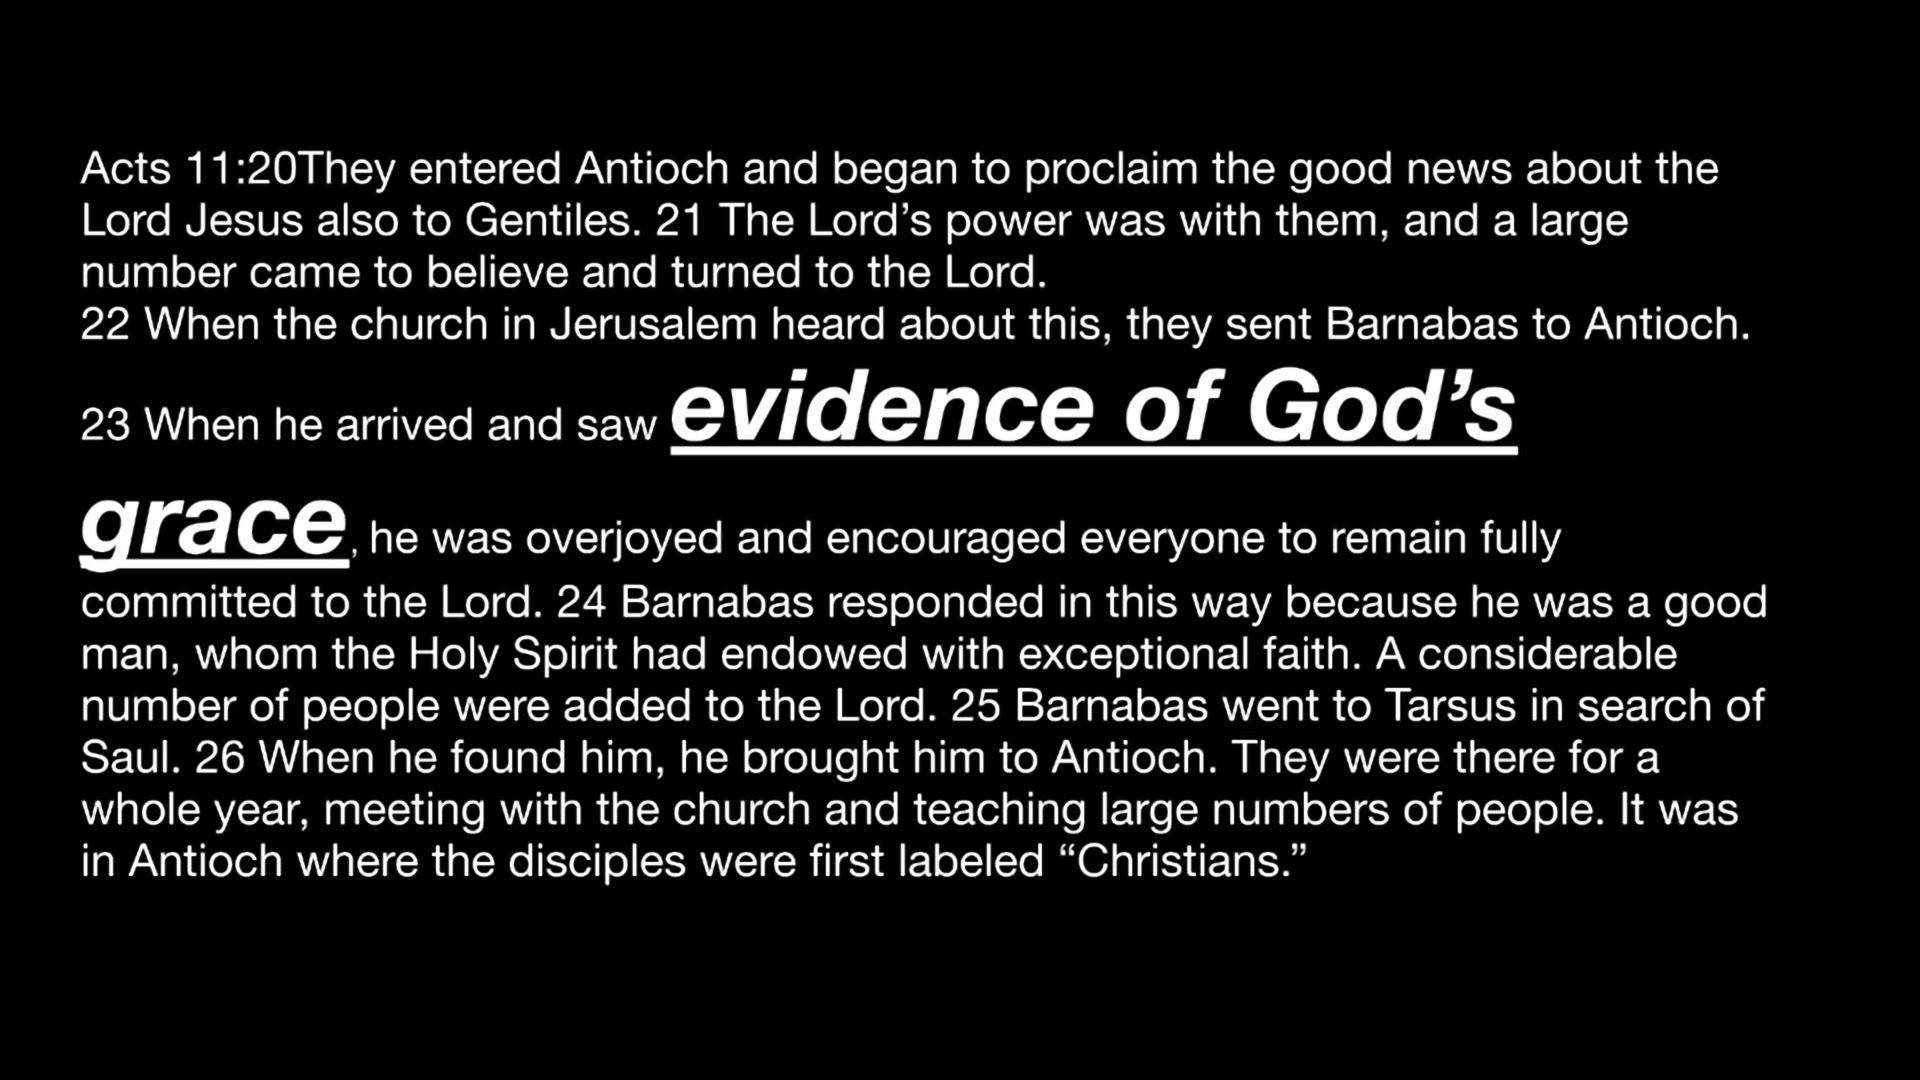 Acts 11:20They entered Antioch and began to proclaim the good news about the
Lord Jesus also to Gentiles. 21 The Lord’s power was with them, and a large
number came to believe and turned to the Lord.
22 When the church in Jerusalem heard about this, they sent Barnabas to Antioch.
23 When he arrived and saw evidence of God’s
grace, he was overjoyed and encouraged everyone to remain fully
committed to the Lord. 24 Barnabas responded in this way because he was a good
man, whom the Holy Spirit had endowed with exceptional faith. A considerable
number of people were added to the Lord. 25 Barnabas went to Tarsus in search of
Saul. 26 When he found him, he brought him to Antioch. They were there for a
whole year, meeting with the church and teaching large numbers of people. It was
in Antioch where the disciples were first labeled “Christians.”